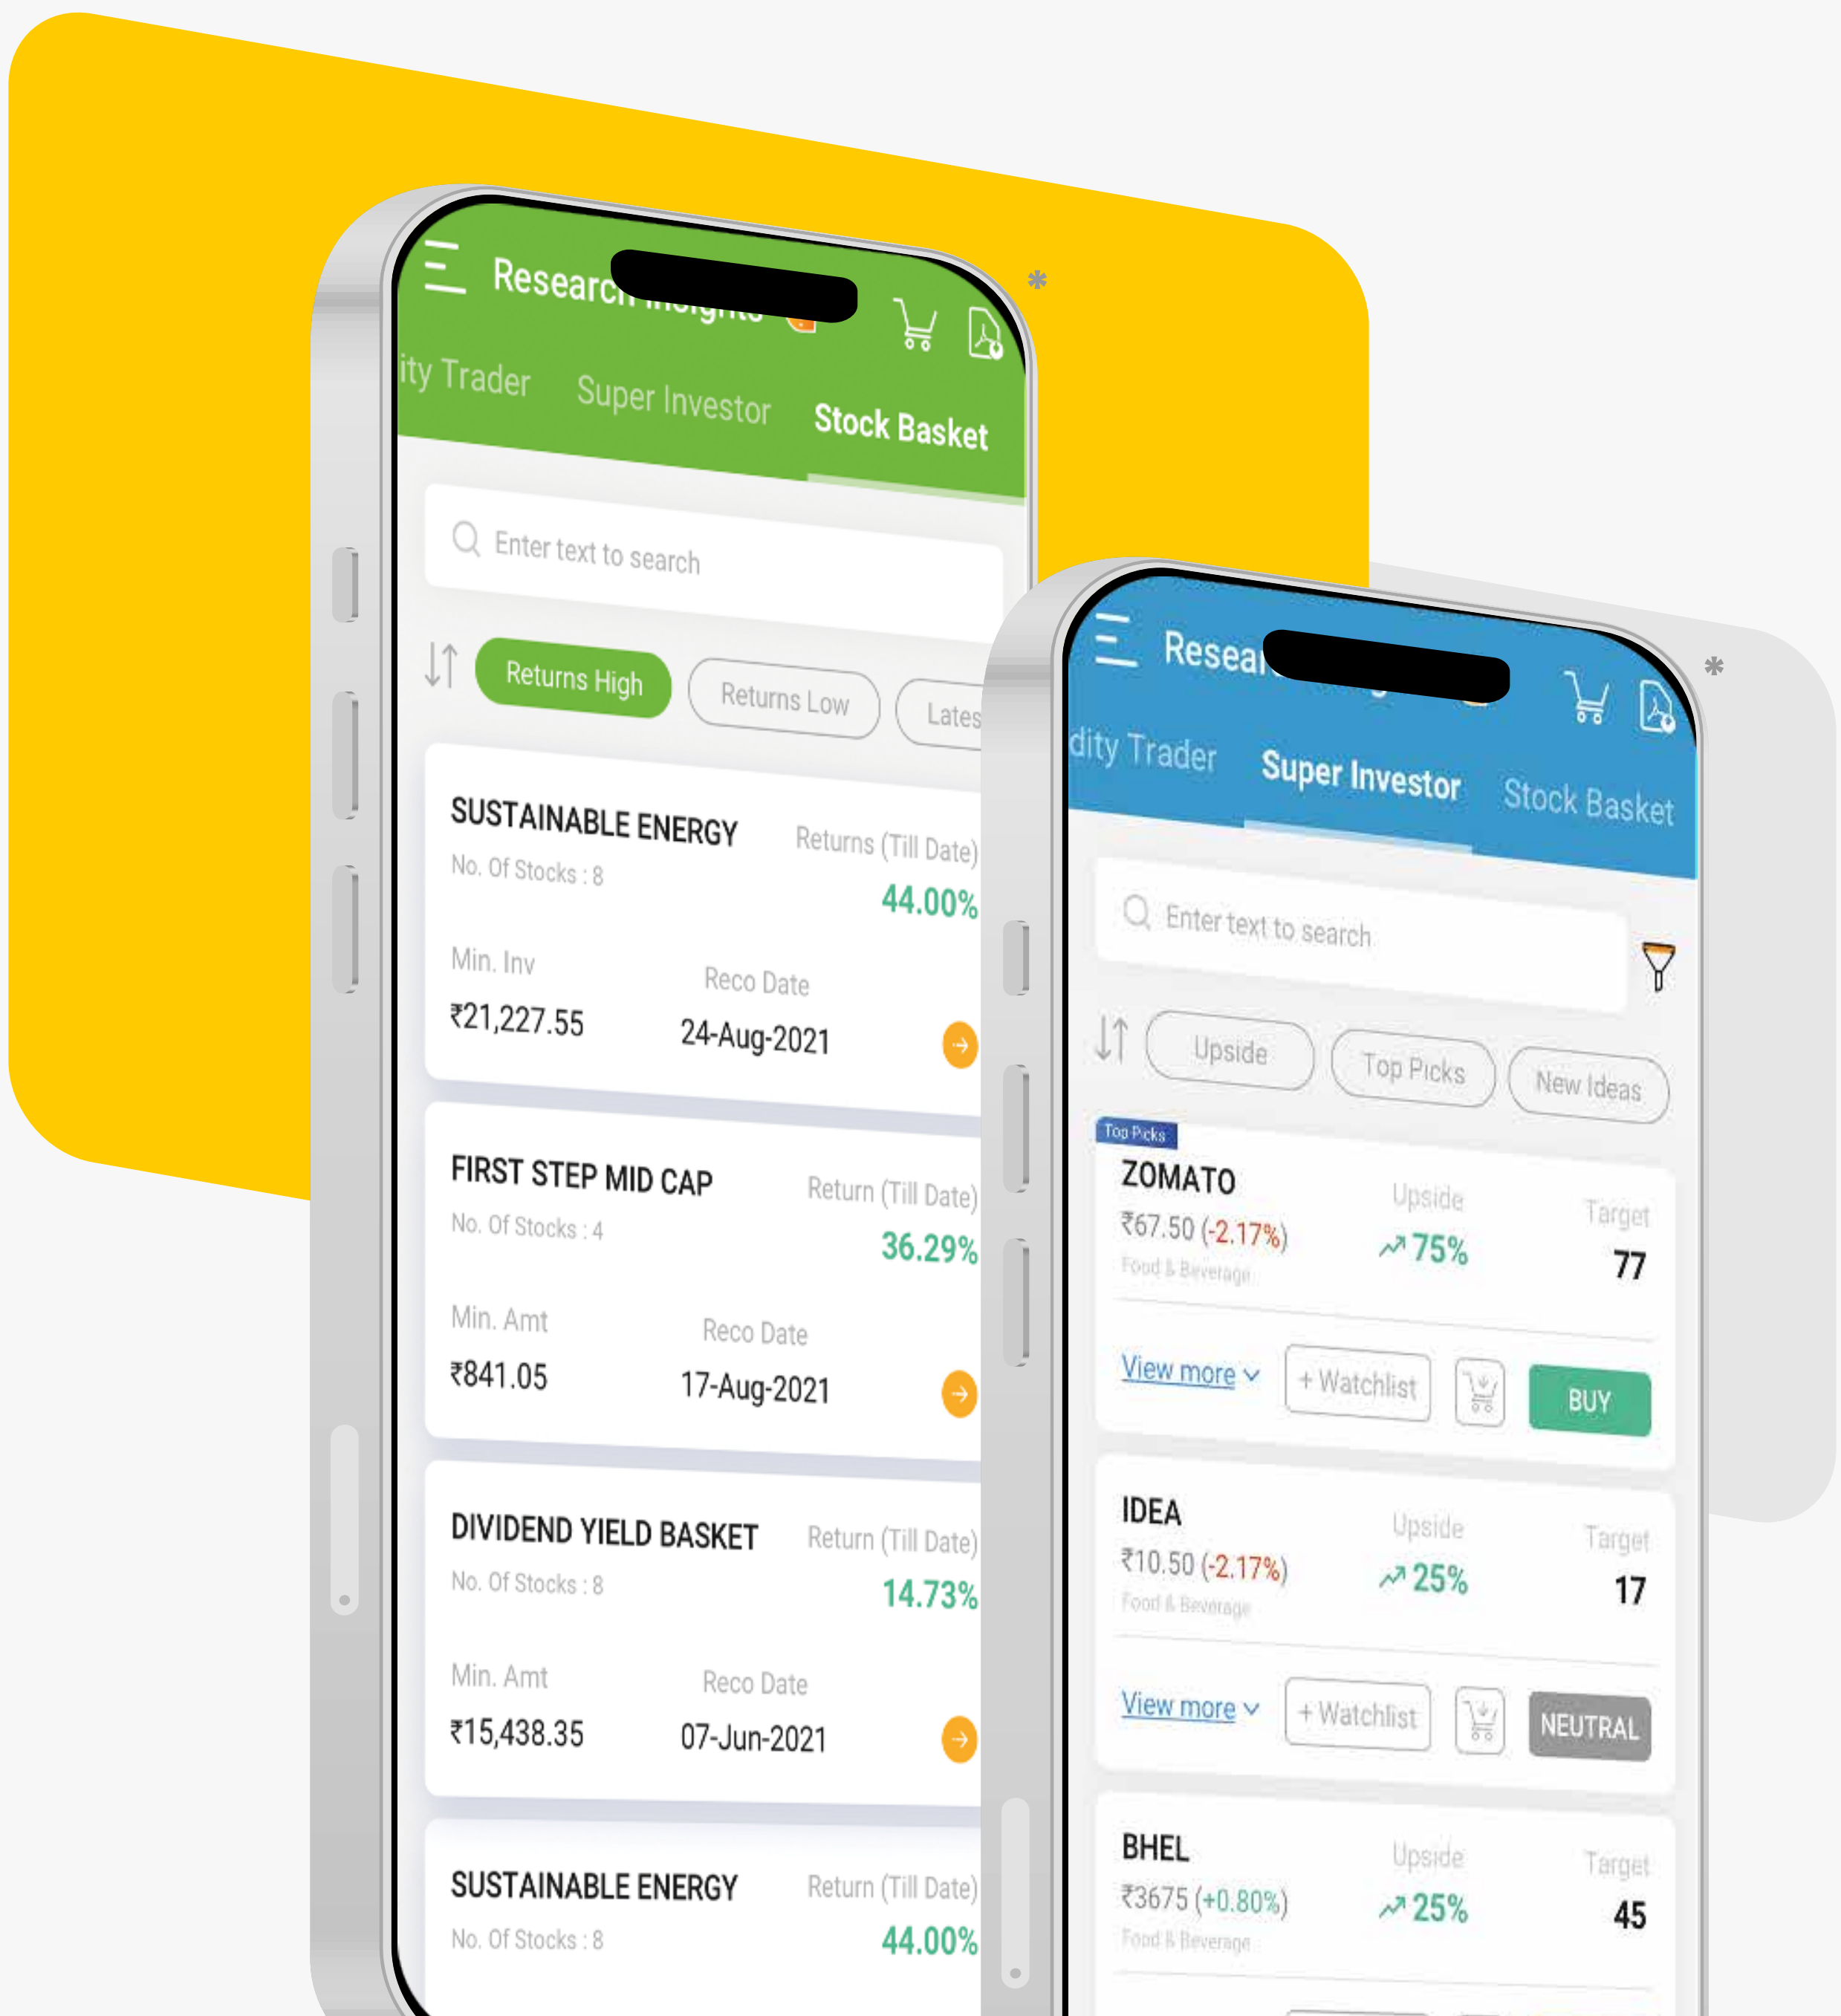 Research Insights
ity Trader Super Investor Stock Basket
Enter text to search
Returns High Returns Low Lates
SUSTAINABLE ENERGY Returns (Till Date)
No. Of Stocks : 8 44.00%
Min. Inv Reco Date
₹21,227.55 24-Aug-2021
FIRST STEP MID CAP Return (Till Date)
No. Of Stocks : 4 36.29%
Min. Amt Reco Date
₹841.05 17-Aug-2021
DIVIDEND YIELD BASKET Return (Till Date)
No. Of Stocks : 8 14.73%
Min. Amt Reco Date
₹15,438.35 07-Jun-2021
SUSTAINABLE ENERGY Return (Till Date)
No. Of Stocks : 8 44.00%
*
Resear
dity Trader Super Investor Stock Basket
Enter text to search
Upside Top Picks New Ideas
Top Picks
ZOMATO Upside Target
₹67.50 (-2.17%) 75% 77
Food & Beverage
View more + Watchlist BUY
IDEA Upside Target
₹10.50 (-2.17%) 25% 17
Food & Beverage
View more + Watchlist NEUTRAL
BHEL Upside Target
₹3675 (+0.80%) 25% 45
Food & Beverage
*